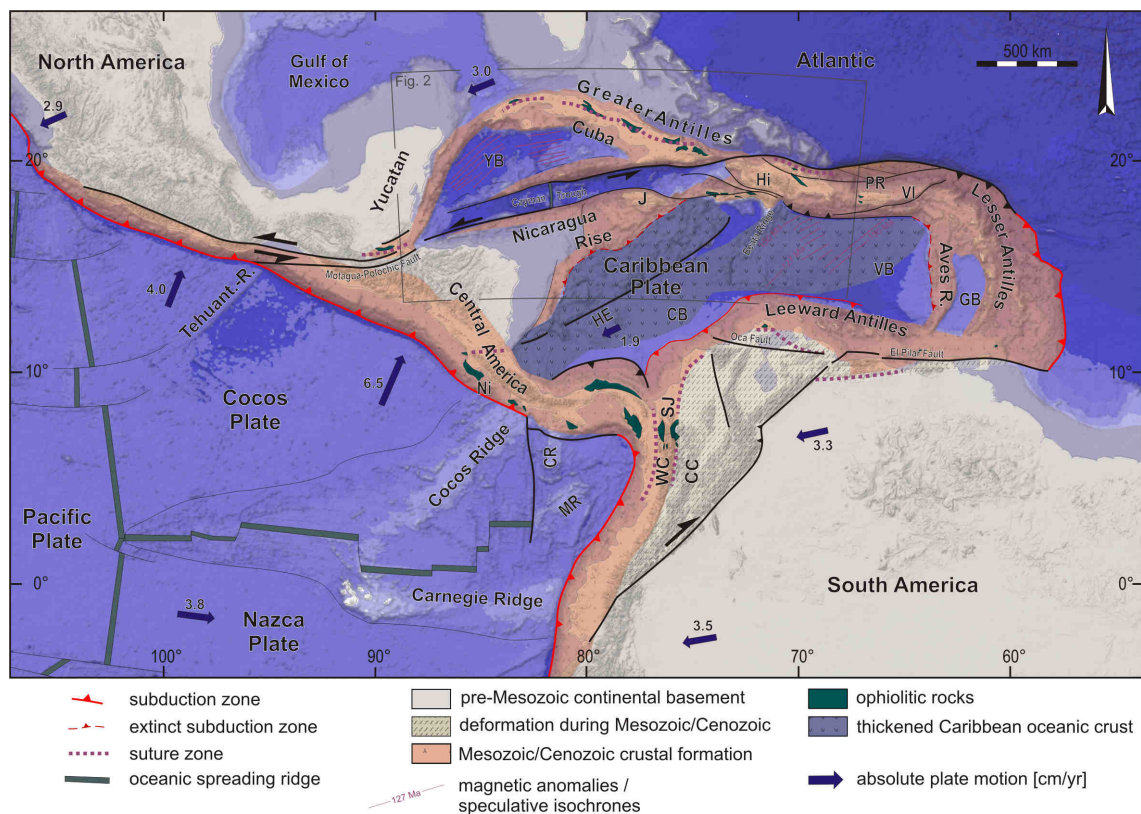 North America
Gulf of
Mexico
Fig. 2
3.0
Atlantic
500 km
2.9
Greater Antilles
Cuba
20°
YB
Yucatan
Cayman Trough
Hi
PR
VI
J
Nicaragua
Rise
Lesser Antilles
Motagua-Polochic Fault
4.0
Tehuant.-R.
Caribbean
Plate
Beata Ridge
VB
Aves R.
GB
Central
America
HE
CB
1.9
Leeward Antilles
Oca Fault
El Pilar Fault
10°
10°
6.5
Ni
Cocos
Plate
Cocos Ridge
CR
MR
WC - SJ
CC
3.3
Pacific
Plate
0°
0°
South America
Carnegie Ridge
3.8
Nazca
Plate
3.5
100°
90°
80°
70°
60°
subduction zone
extinct subduction zone
suture zone
oceanic spreading ridge
pre-Mesozoic continental basement
deformation during Mesozoic/Cenozoic
Mesozoic/Cenozoic crustal formation
127 Ma
magnetic anomalies /
speculative isochrones
ophiolitic rocks
thickened Caribbean oceanic crust
absolute plate motion [cm/yr]